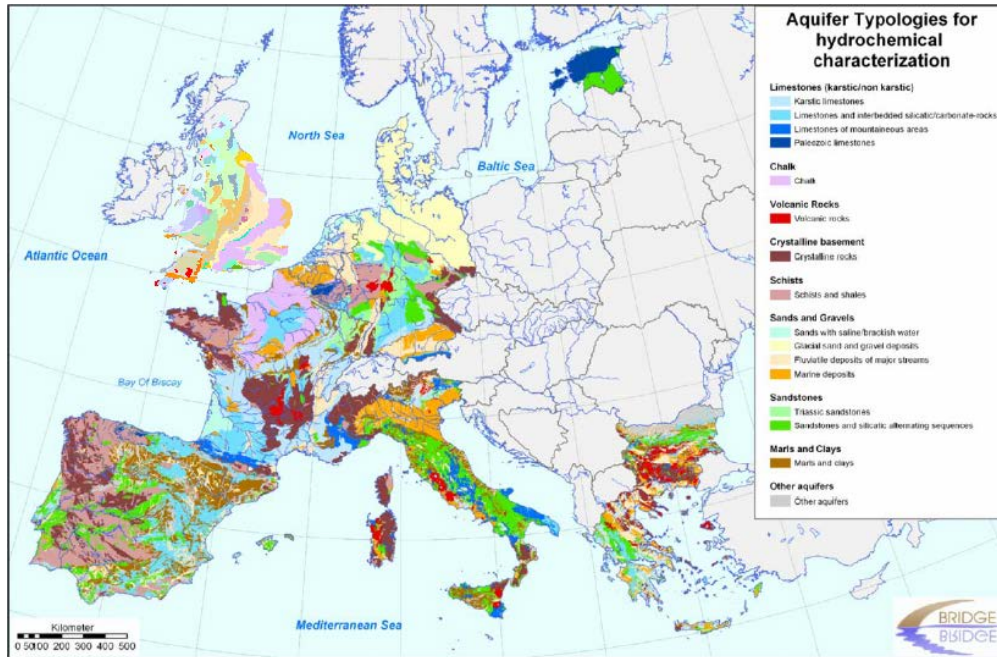 Aquifer Typologies for
hydrochemical
characterization
Limestones (karstic/non karstic)
Karstic limestones
Limestones and interbedded silicatic/carbonate-rocks
Limestones of mountaineous areas
Paleozoic limestones
Chalk
Chalk
Volcanic Rocks
Volcanic rocks
Crystalline basement
Crystalline rocks
Schists
Schists and shales
Sands and Gravels
Sands with saline/brackish water
Glacial sand and gravel deposits
Fluviatile deposits of major streams
Marine deposits
Sandstones
Triassic sandstones
Sandstones and silicatic alternating sequences
Marls and Clays
Marls and clays
Other aquifers
Other aquifers
North Sea
Baltic Sea
Atlantic Ocean
Bay Of Biscay
Mediterranean Sea
Kilometer
0 50 100 200 300 400 500
BRIDGE
BRIDGE